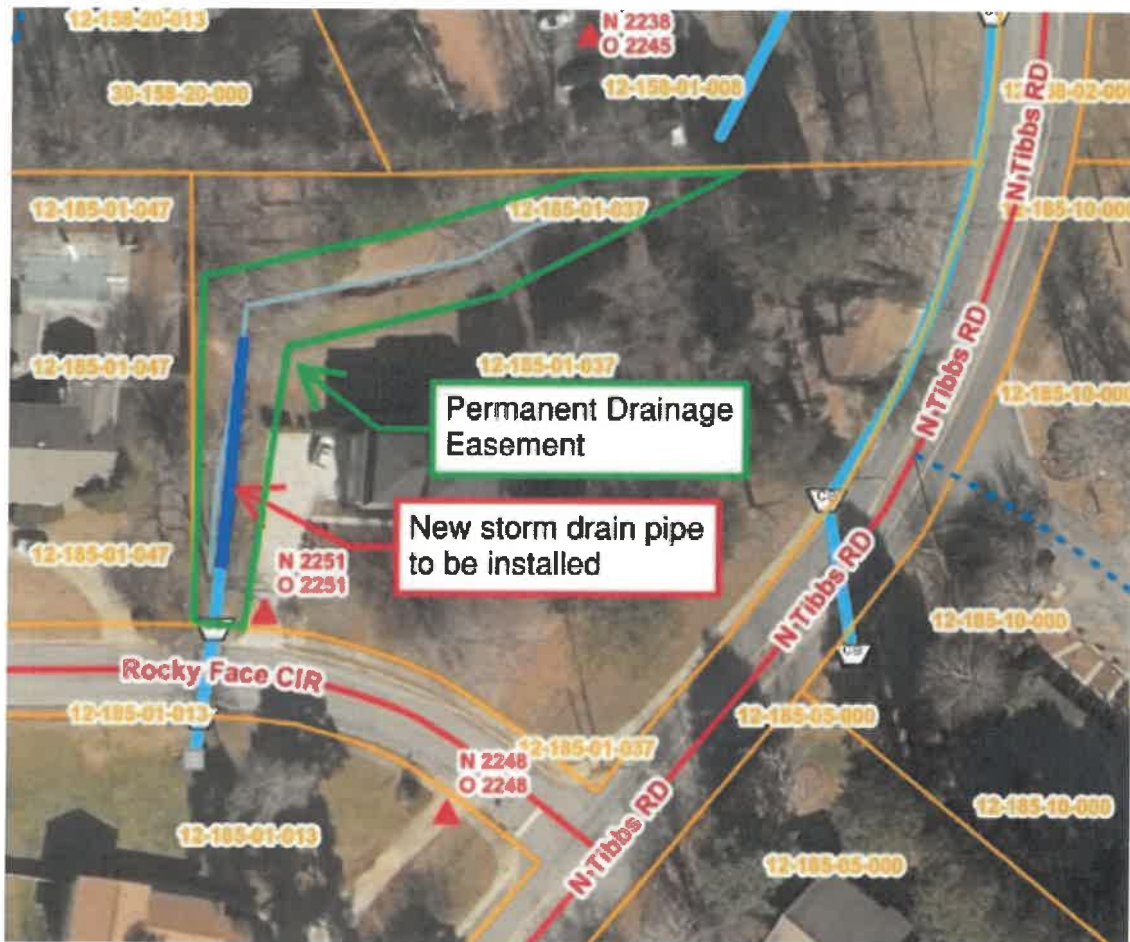 12-158-20-013
N 2238
O 2245
30-158-20-000
12-158-01-008
N Tibbs RD
12-185-01-047
12-185-01-037
12-185-10-000
12-185-01-047
12-185-01-037
N Tibbs RD
12-185-10-000
Permanent Drainage
Easement
New storm drain pipe
to be installed
12-185-01-047
N 2251
O 2251
N Tibbs RD
12-185-10-000
Rocky Face CIR
12-185-01-013
12-185-05-000
12-185-01-037
N 2248
O 2248
12-185-10-000
12-185-01-013
N Tibbs RD
12-185-05-000